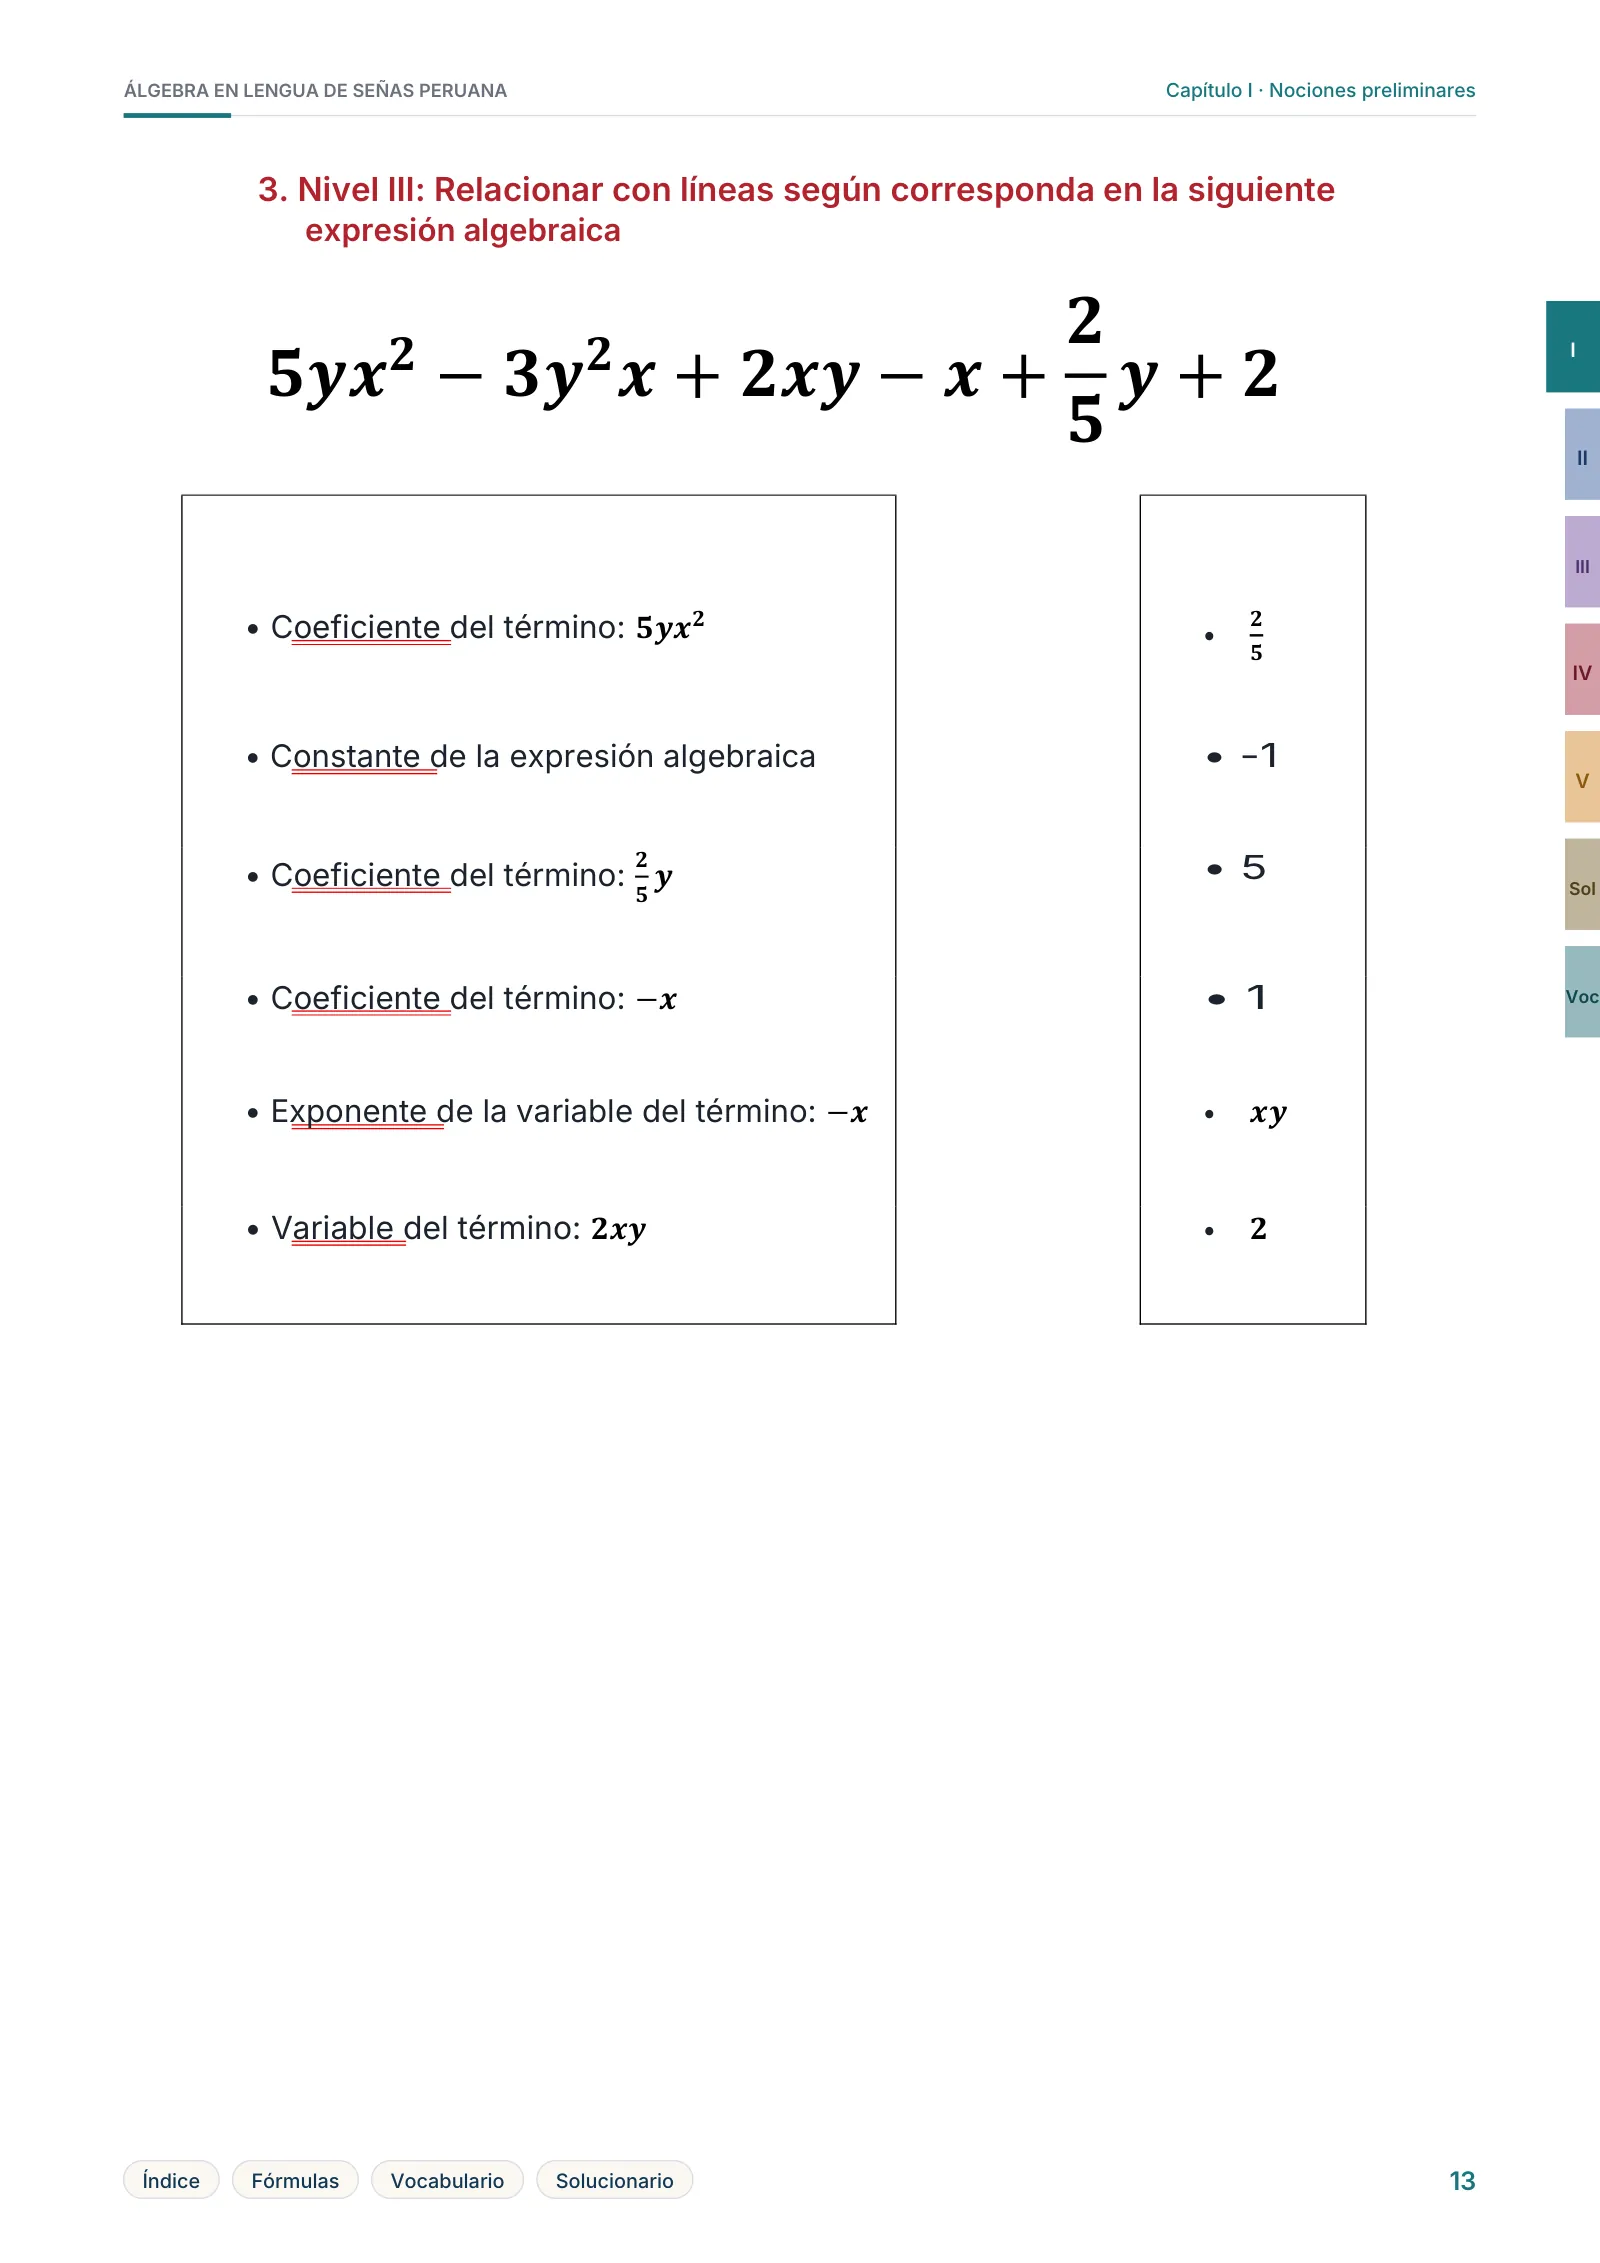 ÁLGEBRA EN LENGUA DE SEÑAS PERUANA
Capítulo I · Nociones preliminares
3. Nivel III: Relacionar con líneas según corresponda en la siguiente
expresión algebraica
5yx² − 3y²x + 2xy − x + 2/5 y + 2
• Coeficiente del término: 5yx²
• Constante de la expresión algebraica
• Coeficiente del término: 2/5 y
• Coeficiente del término: −x
• Exponente de la variable del término: −x
• Variable del término: 2xy
• 2/5
• -1
• 5
• 1
• xy
• 2
I
II
III
IV
V
Sol
Voc
Índice
Fórmulas
Vocabulario
Solucionario
13